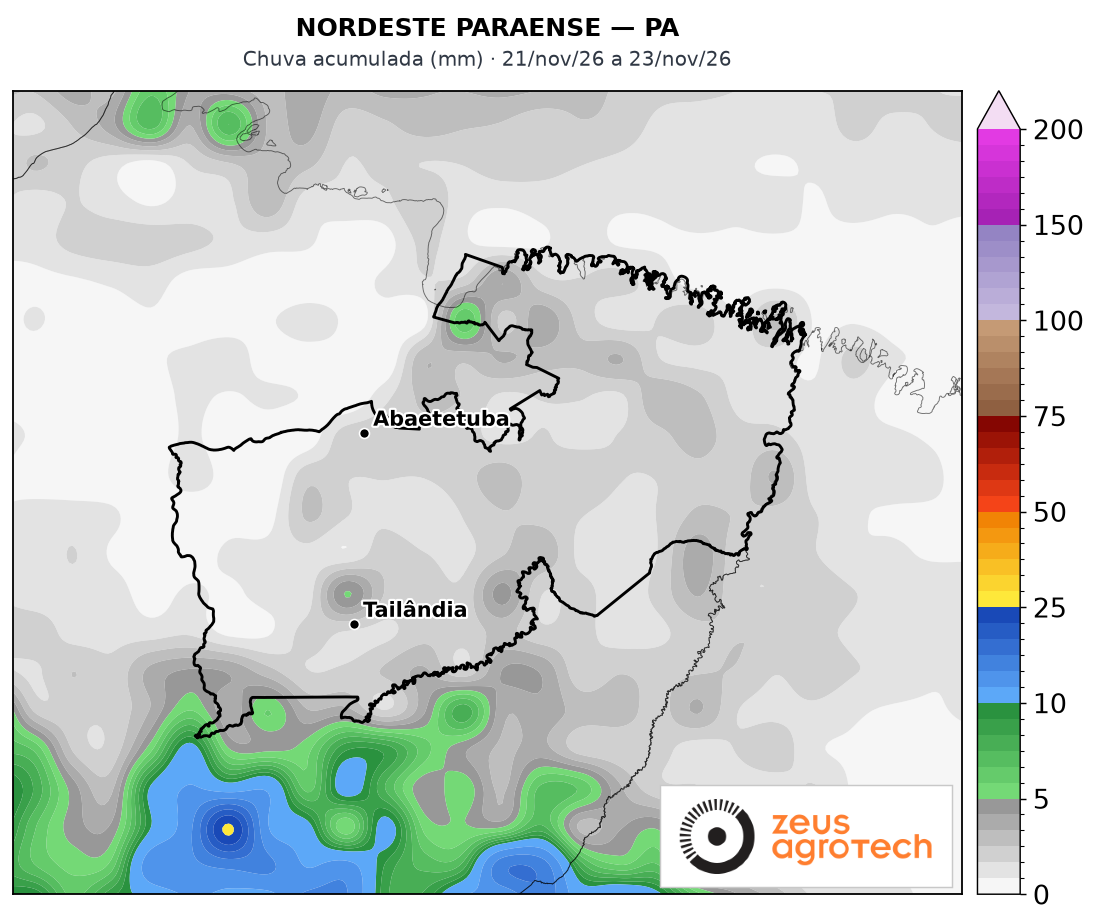 NORDESTE PARAENSE — PA
Chuva acumulada (mm) · 21/nov/26 a 23/nov/26
200
150
100
75
50
25
10
5
0
Abaetetuba
Tailândia
zeus
agrotech